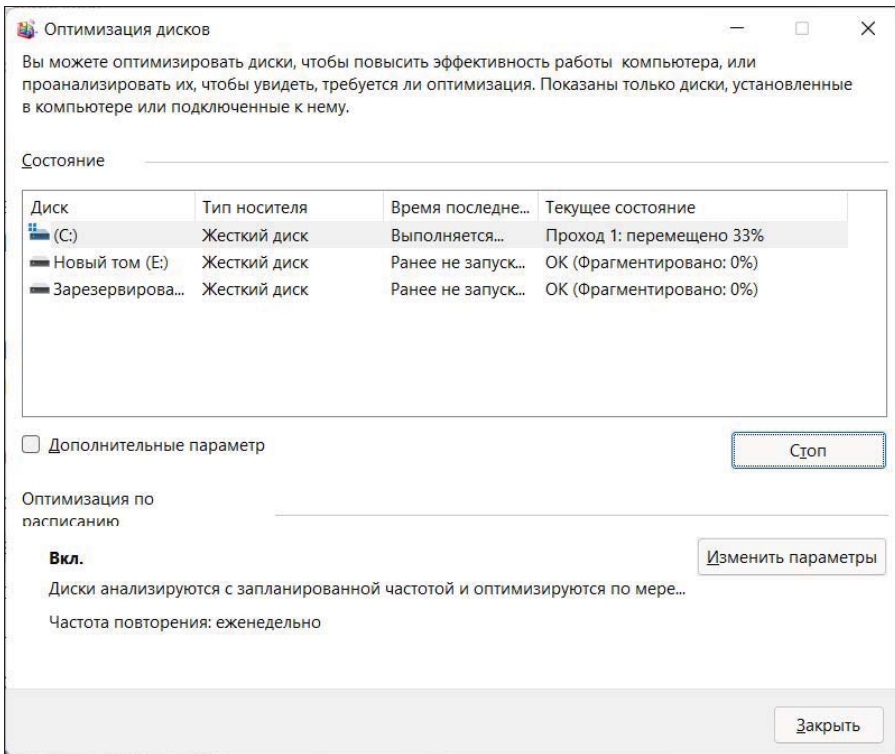 Оптимизация дисков
Вы можете оптимизировать диски, чтобы повысить эффективность работы компьютера, или
проанализировать их, чтобы увидеть, требуется ли оптимизация. Показаны только диски, установленные
в компьютере или подключенные к нему.
Состояние
Диск Тип носителя Время последне... Текущее состояние
(C:) Жесткий диск Выполняется... Проход 1: перемещено 33%
Новый том (E:) Жесткий диск Ранее не запуск... ОК (Фрагментировано: 0%)
Зарезервирова... Жесткий диск Ранее не запуск... ОК (Фрагментировано: 0%)
Дополнительные параметр
Стоп
Оптимизация по
расписанию
Вкл.
Изменить параметры
Диски анализируются с запланированной частотой и оптимизируются по мере...
Частота повторения: еженедельно
Закрыть